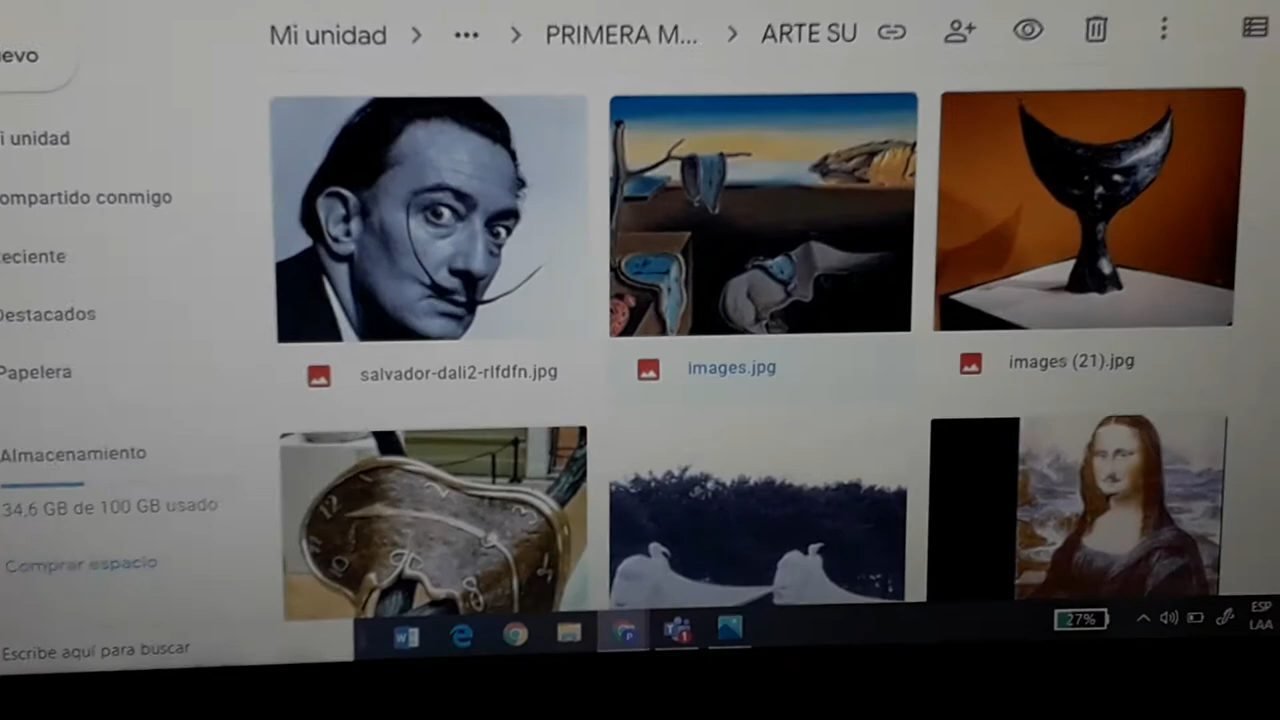 Mi unidad > ... > PRIMERA M... > ARTE SU
evo
i unidad
ompartido conmigo
eciente
Destacados
Papelera
Almacenamiento
34,6 GB de 100 GB usado
Comprar espacio
salvador-dali2-rlfdfn.jpg
images.jpg
images (21).jpg
Escribe aquí para buscar
27%
ESP
LAA